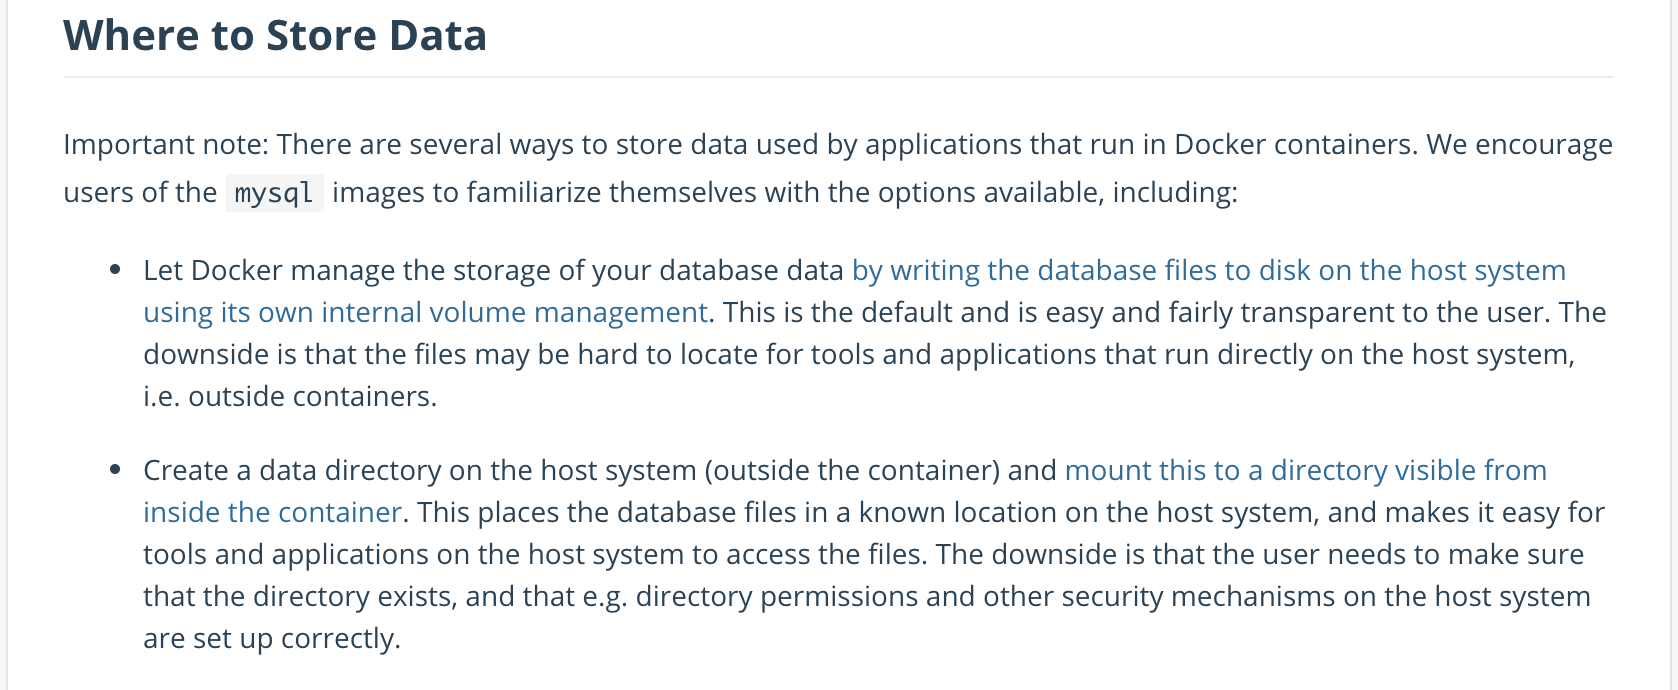 Where to Store Data
Important note: There are several ways to store data used by applications that run in Docker containers. We encourage
users of the mysql images to familiarize themselves with the options available, including:
• Let Docker manage the storage of your database data by writing the database files to disk on the host system
using its own internal volume management. This is the default and is easy and fairly transparent to the user. The
downside is that the files may be hard to locate for tools and applications that run directly on the host system,
i.e. outside containers.
• Create a data directory on the host system (outside the container) and mount this to a directory visible from
inside the container. This places the database files in a known location on the host system, and makes it easy for
tools and applications on the host system to access the files. The downside is that the user needs to make sure
that the directory exists, and that e.g. directory permissions and other security mechanisms on the host system
are set up correctly.